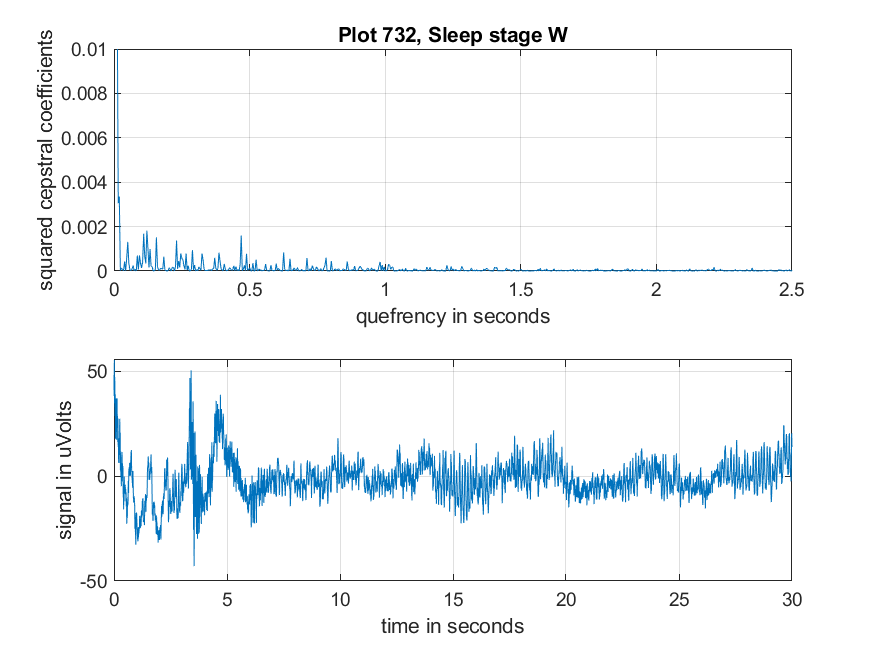 Plot 732, Sleep stage W
squared cepstral coefficients
0.01
0.008
0.006
0.004
0.002
0
0 0.5 1 1.5 2 2.5
quefrency in seconds
signal in uVolts
50
0
-50
0 5 10 15 20 25 30
time in seconds